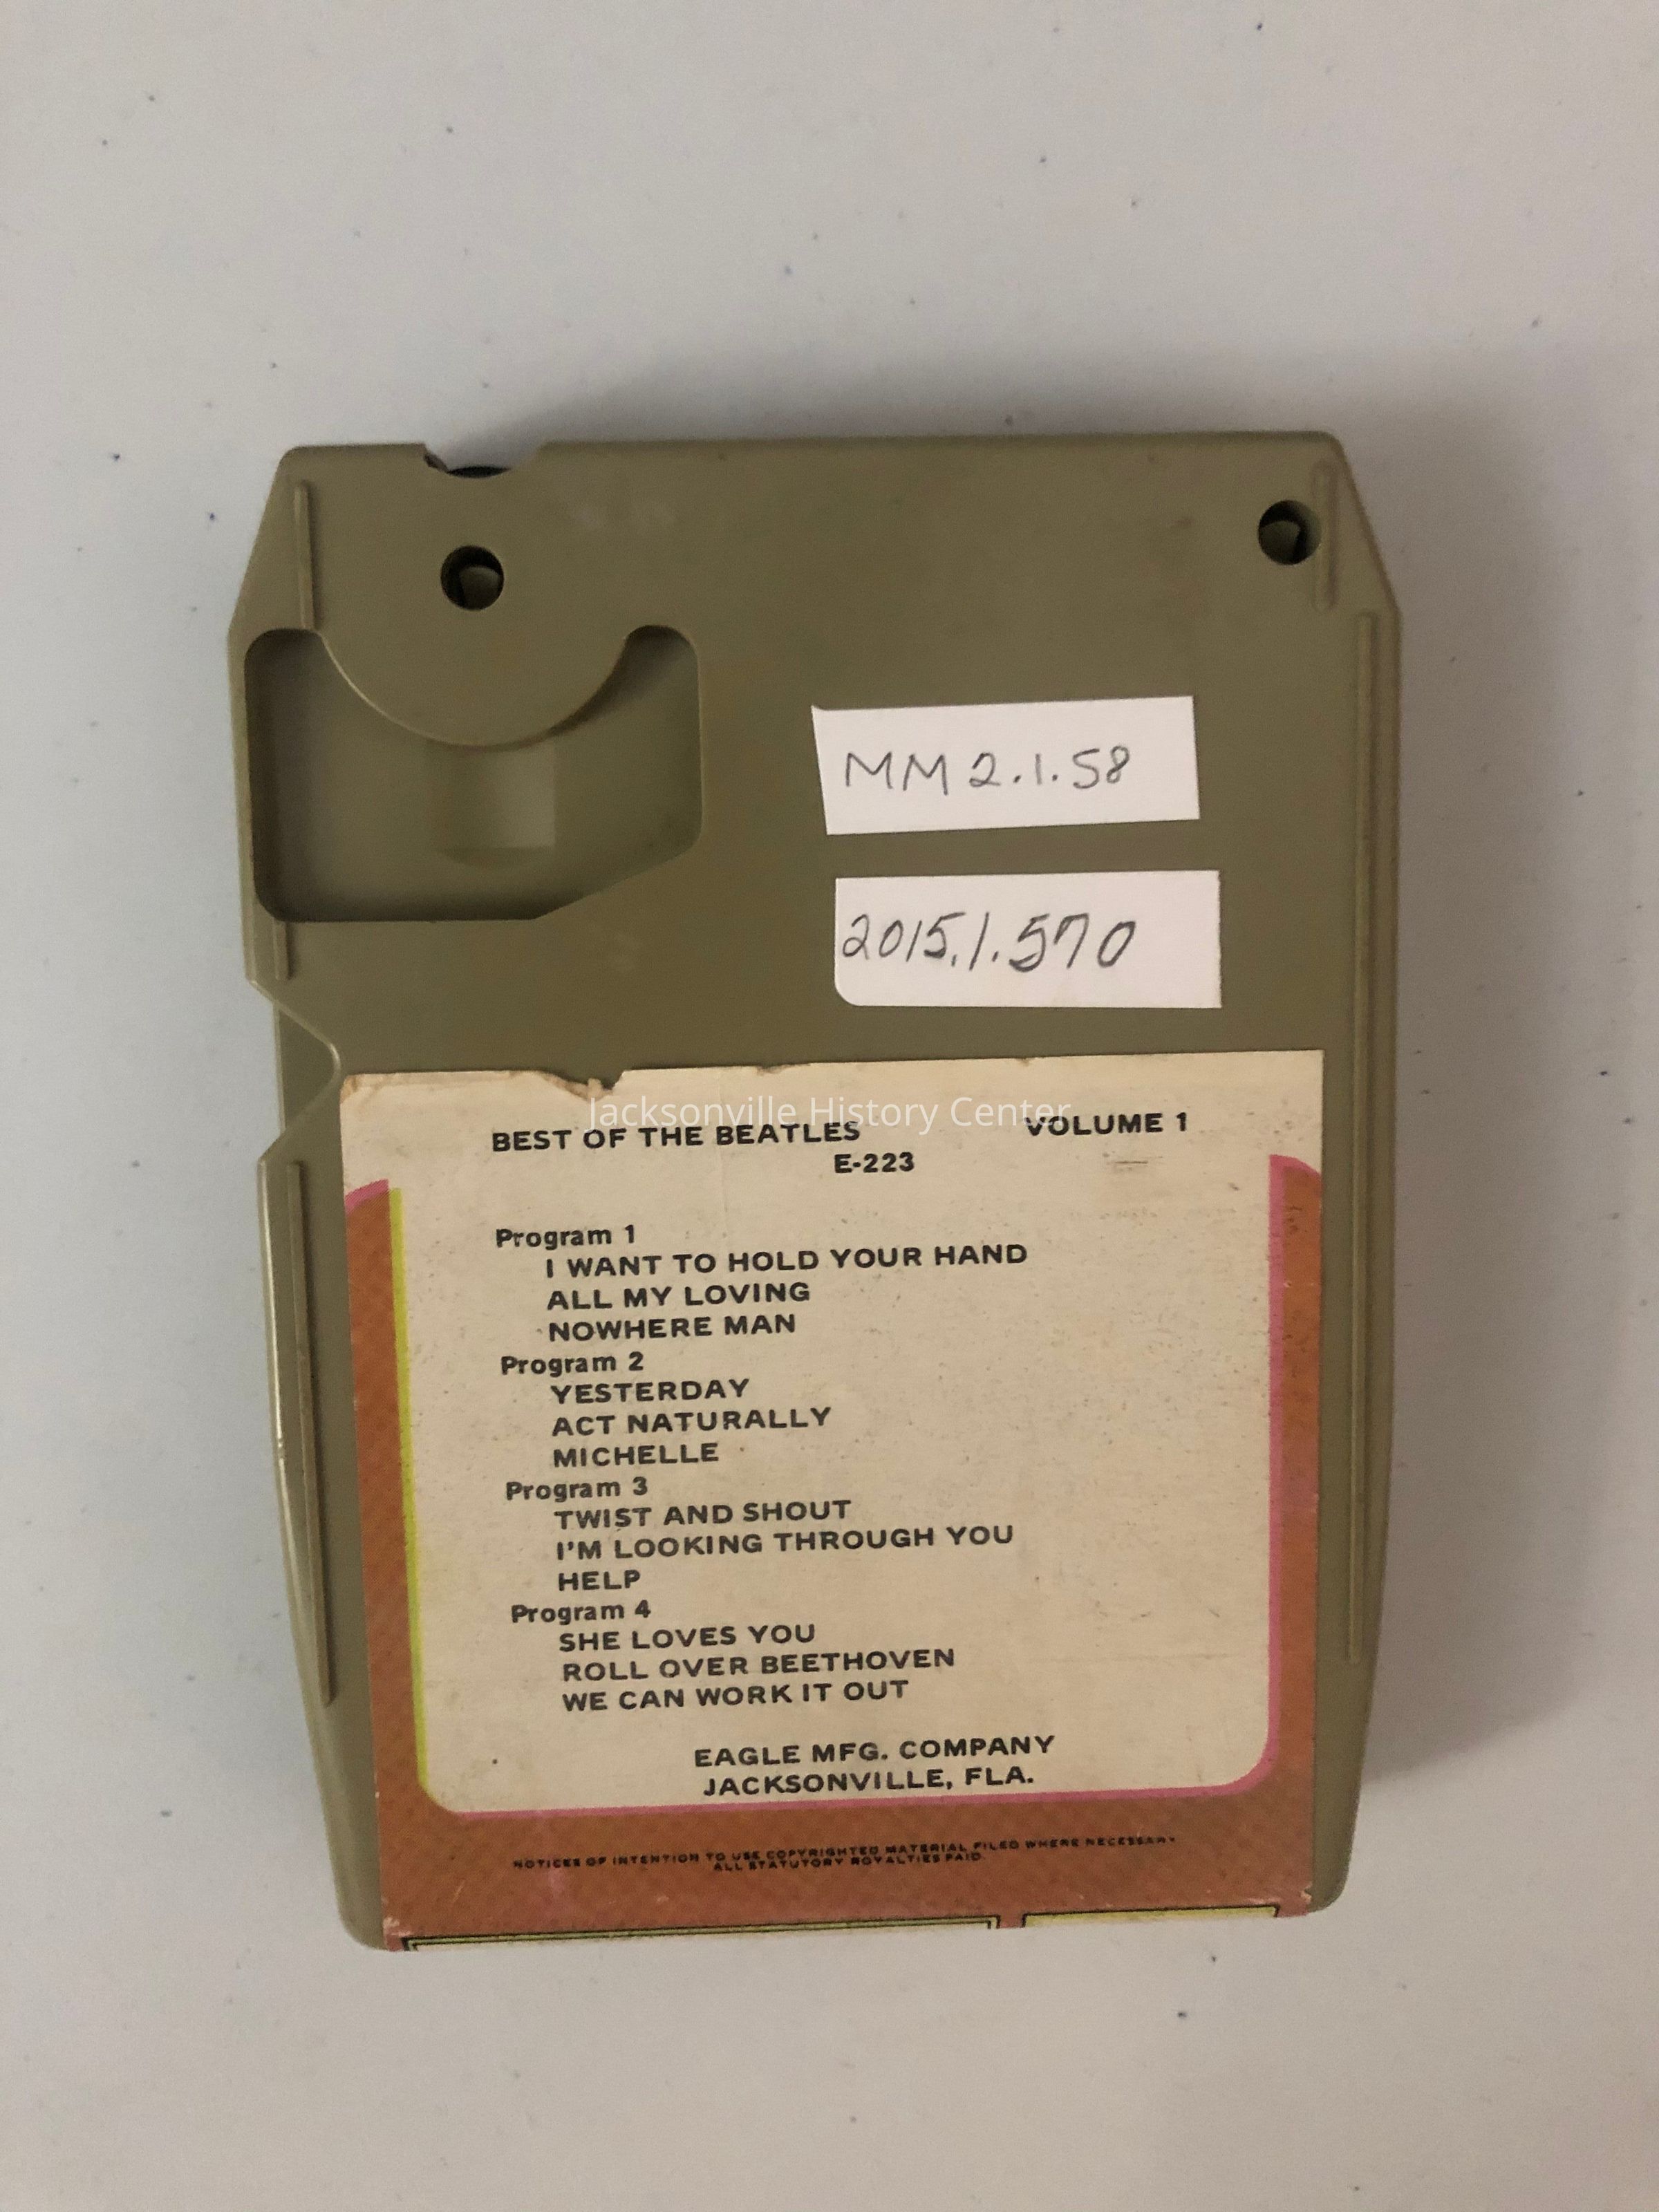 MM2.1.58
2015.1.570
Jacksonville History Center
BEST OF THE BEATLES VOLUME 1
E-223
Program 1
I WANT TO HOLD YOUR HAND
ALL MY LOVING
NOWHERE MAN
Program 2
YESTERDAY
ACT NATURALLY
MICHELLE
Program 3
TWIST AND SHOUT
I'M LOOKING THROUGH YOU
HELP
Program 4
SHE LOVES YOU
ROLL OVER BEETHOVEN
WE CAN WORK IT OUT
EAGLE MFG. COMPANY
JACKSONVILLE, FLA.
NOTICES OF INTENTION TO USE COPYRIGHTED MATERIAL FILED WHERE NECESSARY
ALL STATUTORY ROYALTIES PAID.